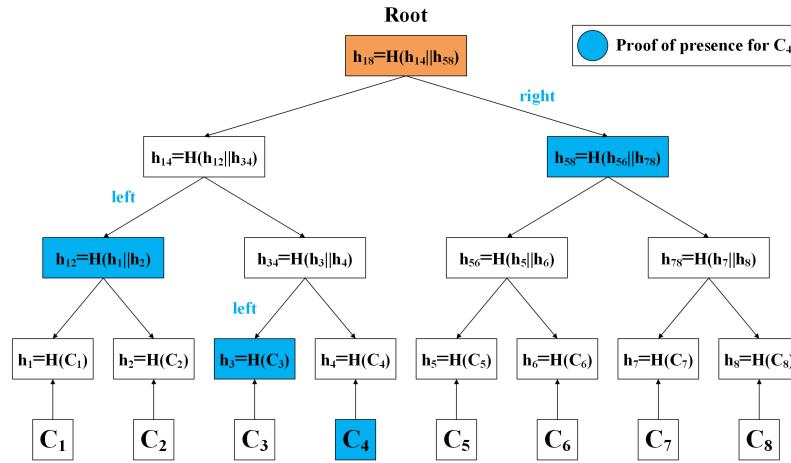 Root
h₁₈=H(h₁₄||h₅₈)
Proof of presence for C₄
right
h₁₄=H(h₁₂||h₃₄)
h₅₈=H(h₅₆||h₇₈)
left
h₁₂=H(h₁||h₂)
h₃₄=H(h₃||h₄)
h₅₆=H(h₅||h₆)
h₇₈=H(h₇||h₈)
left
h₁=H(C₁)
h₂=H(C₂)
h₃=H(C₃)
h₄=H(C₄)
h₅=H(C₅)
h₆=H(C₆)
h₇=H(C₇)
h₈=H(C₈)
C₁
C₂
C₃
C₄
C₅
C₆
C₇
C₈